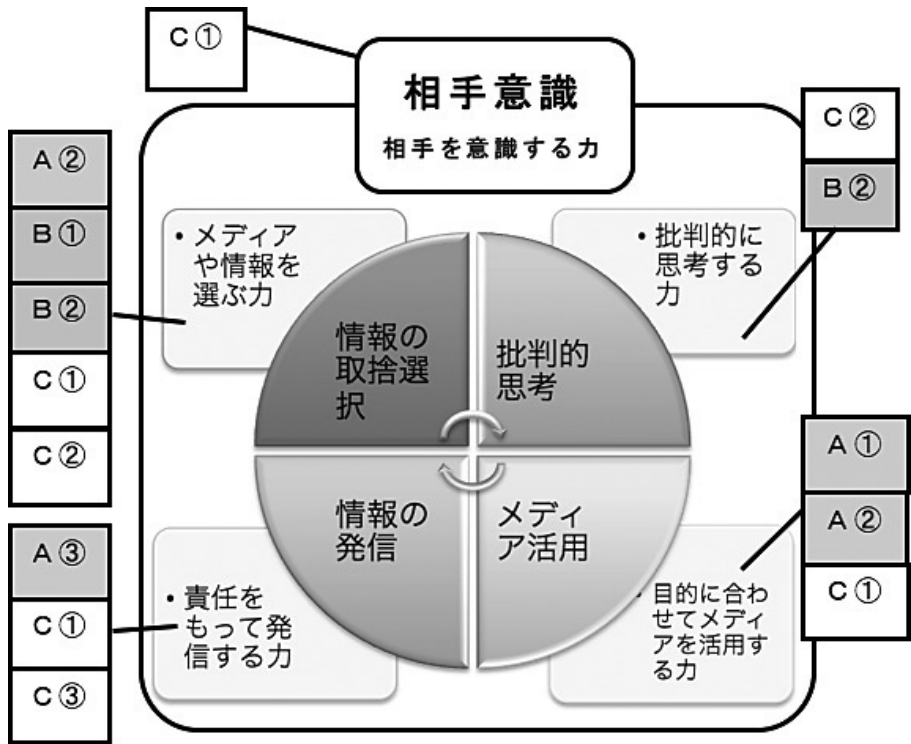 C①
相手意識
相手を意識する力
A②
B①
B②
C①
C②
・メディア
や情報を
選ぶ力
情報の
取捨選
択
批判的
思考
・批判的に
思考する
力
C②
B②
A③
C①
C③
・責任を
もって発
信する力
情報の
発信
メディ
ア活用
・目的に合わ
せてメディ
アを活用す
る力
A①
A②
C①